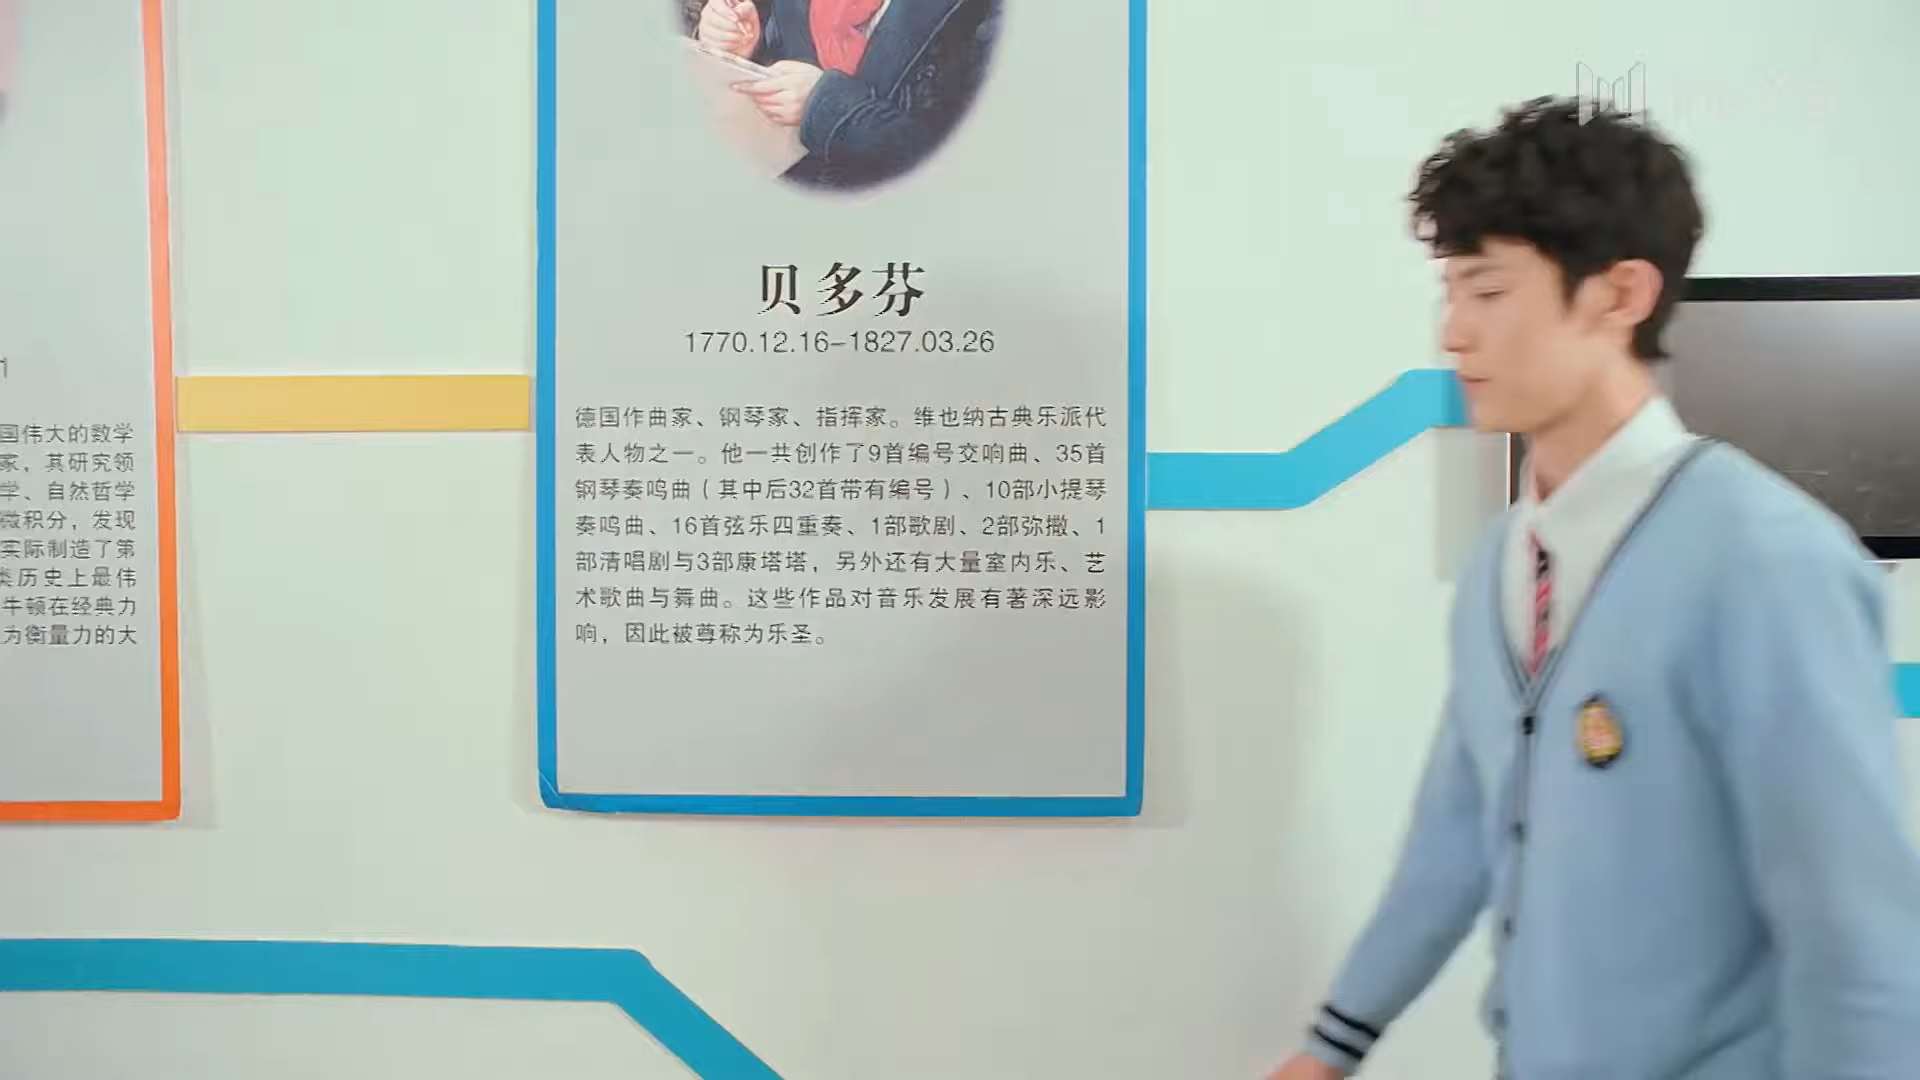 1
国伟大的数学
家，其研究领
学、自然哲学
微积分，发现
实际制造了第
类历史上最伟
牛顿在经典力
为衡量力的大
贝多芬
1770.12.16–1827.03.26
德国作曲家、钢琴家、指挥家。维也纳古典乐派代
表人物之一。他一共创作了9首编号交响曲、35首
钢琴奏鸣曲（其中后32首带有编号）、10部小提琴
奏鸣曲、16首弦乐四重奏、1部歌剧、2部弥撒、1
部清唱剧与3部康塔塔，另外还有大量室内乐、艺
术歌曲与舞曲。这些作品对音乐发展有著深远影
响，因此被尊称为乐圣。